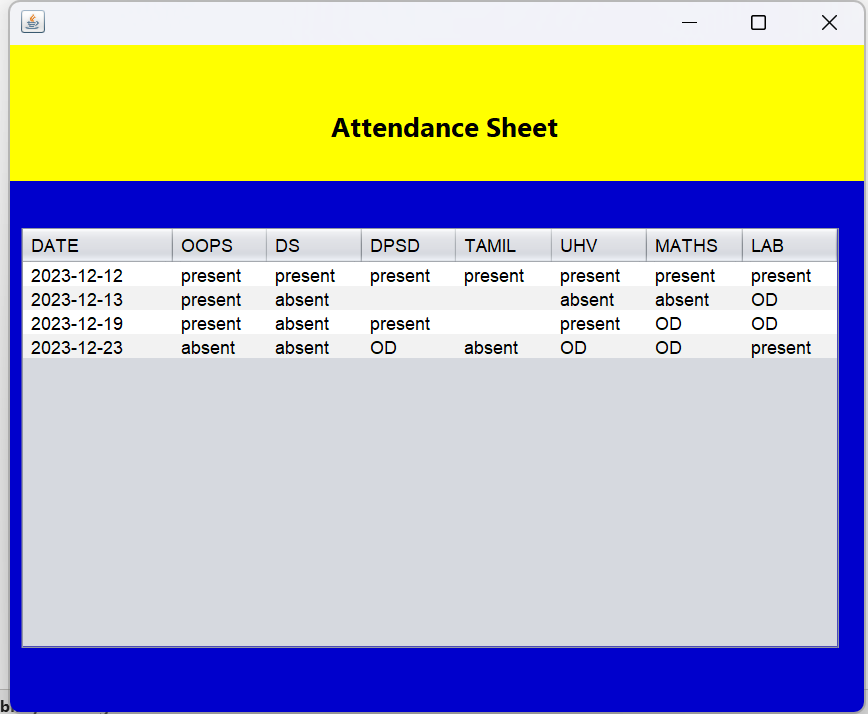 Attendance Sheet
DATE OOPS DS DPSD TAMIL UHV MATHS LAB
2023-12-12 present present present present present present present
2023-12-13 present absent absent absent OD
2023-12-19 present absent present present OD OD
2023-12-23 absent absent OD absent OD OD present